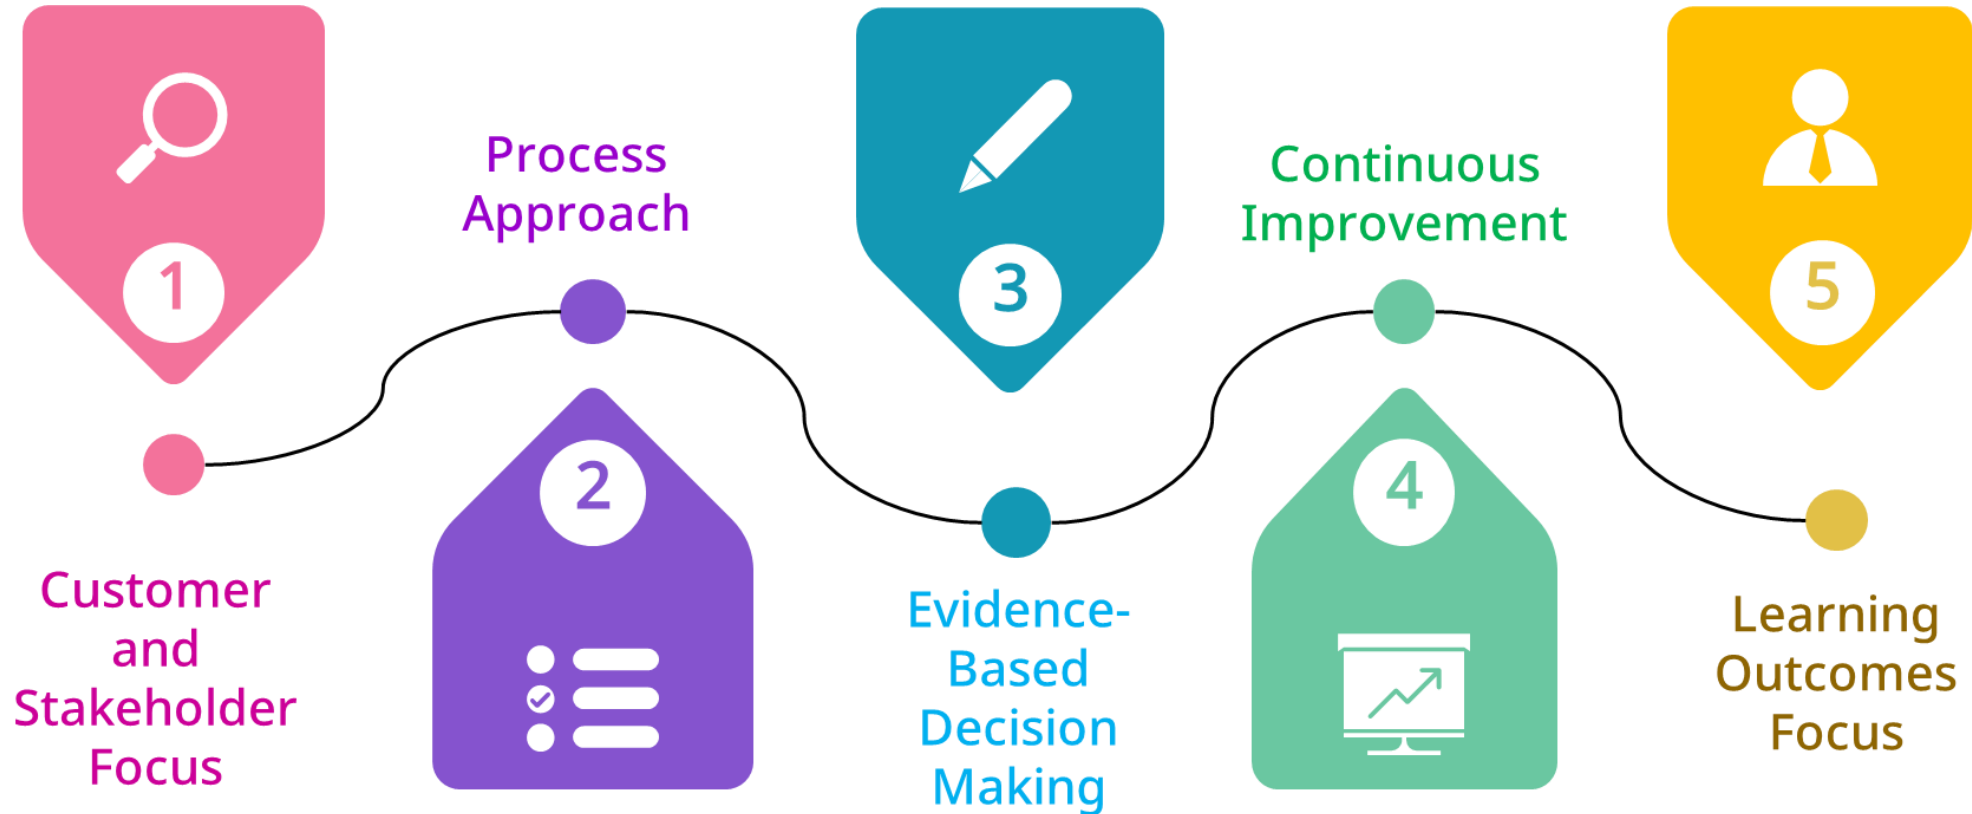 1
Customer
and
Stakeholder
Focus
Process
Approach
2
3
Evidence-
Based
Decision
Making
Continuous
Improvement
4
5
Learning
Outcomes
Focus